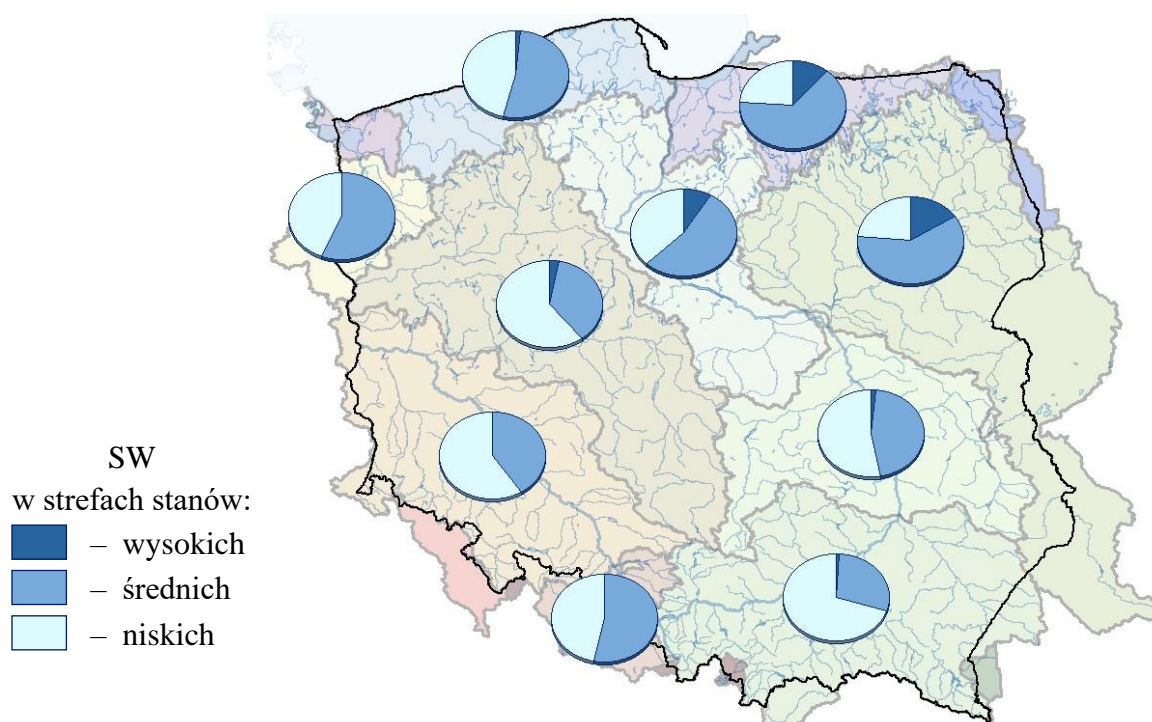 SW
w strefach stanów:
– wysokich
– średnich
– niskich